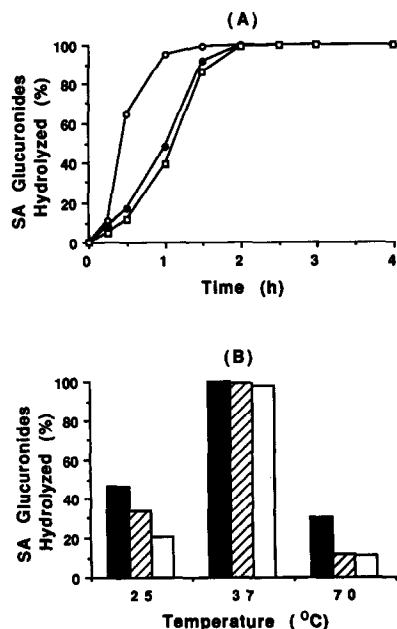 (A)
SA Glucuronides
Hydrolyzed (%)
100
80
60
40
20
0
0 1 2 3 4
Time (h)
(B)
SA Glucuronides
Hydrolyzed (%)
100
80
60
40
20
0
25 37 70
Temperature (°C)